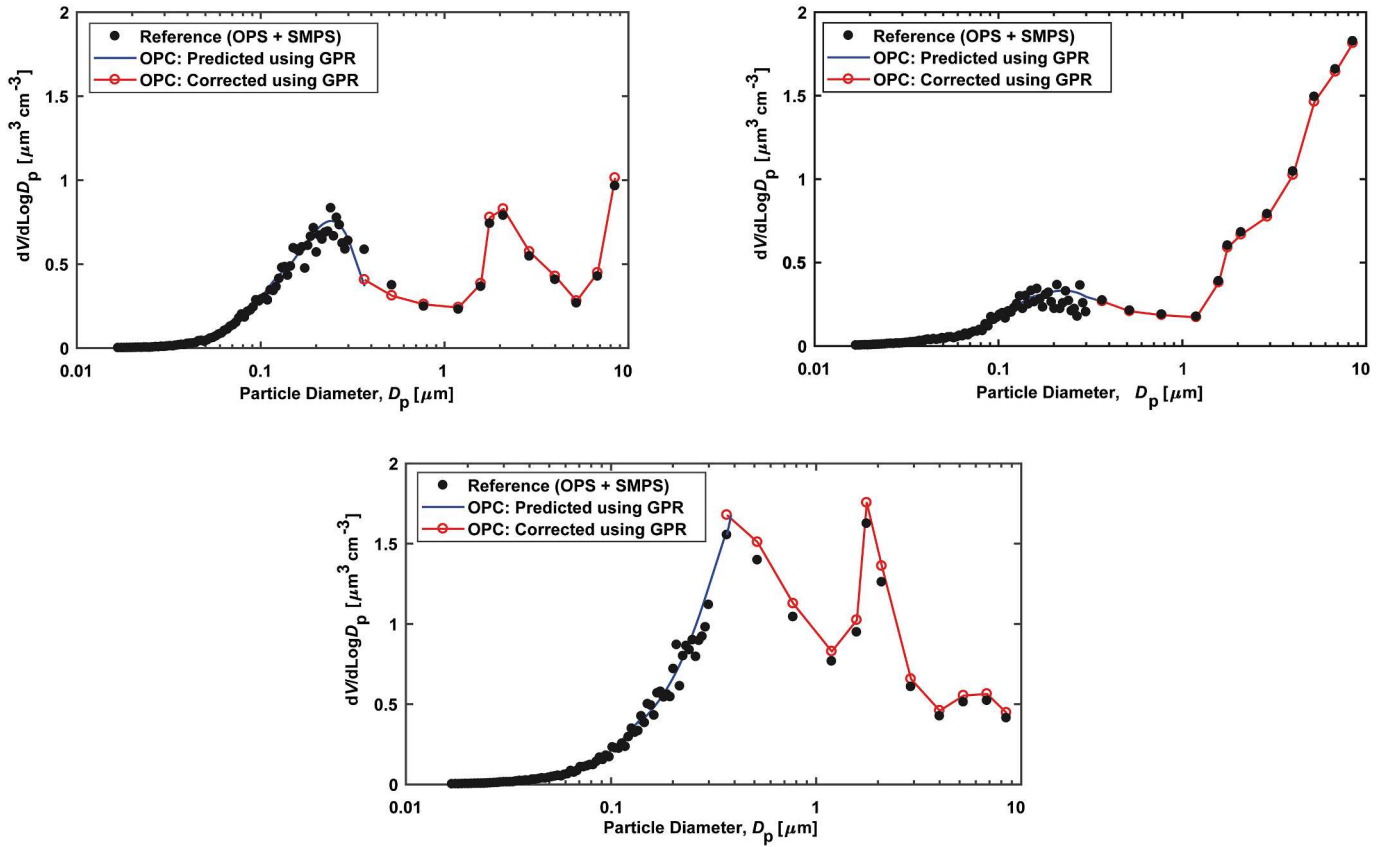 2
1.5
1
0.5
0
dV/dLogDp [μm³ cm⁻³]
Reference (OPS + SMPS)
OPC: Predicted using GPR
OPC: Corrected using GPR
0.01
0.1
1
10
Particle Diameter, Dp [μm]
2
1.5
1
0.5
0
dV/dLogDp [μm³ cm⁻³]
Reference (OPS + SMPS)
OPC: Predicted using GPR
OPC: Corrected using GPR
0.01
0.1
1
10
Particle Diameter, Dp [μm]
2
1.5
1
0.5
0
dV/dLogDp [μm³ cm⁻³]
Reference (OPS + SMPS)
OPC: Predicted using GPR
OPC: Corrected using GPR
0.01
0.1
1
10
Particle Diameter, Dp [μm]